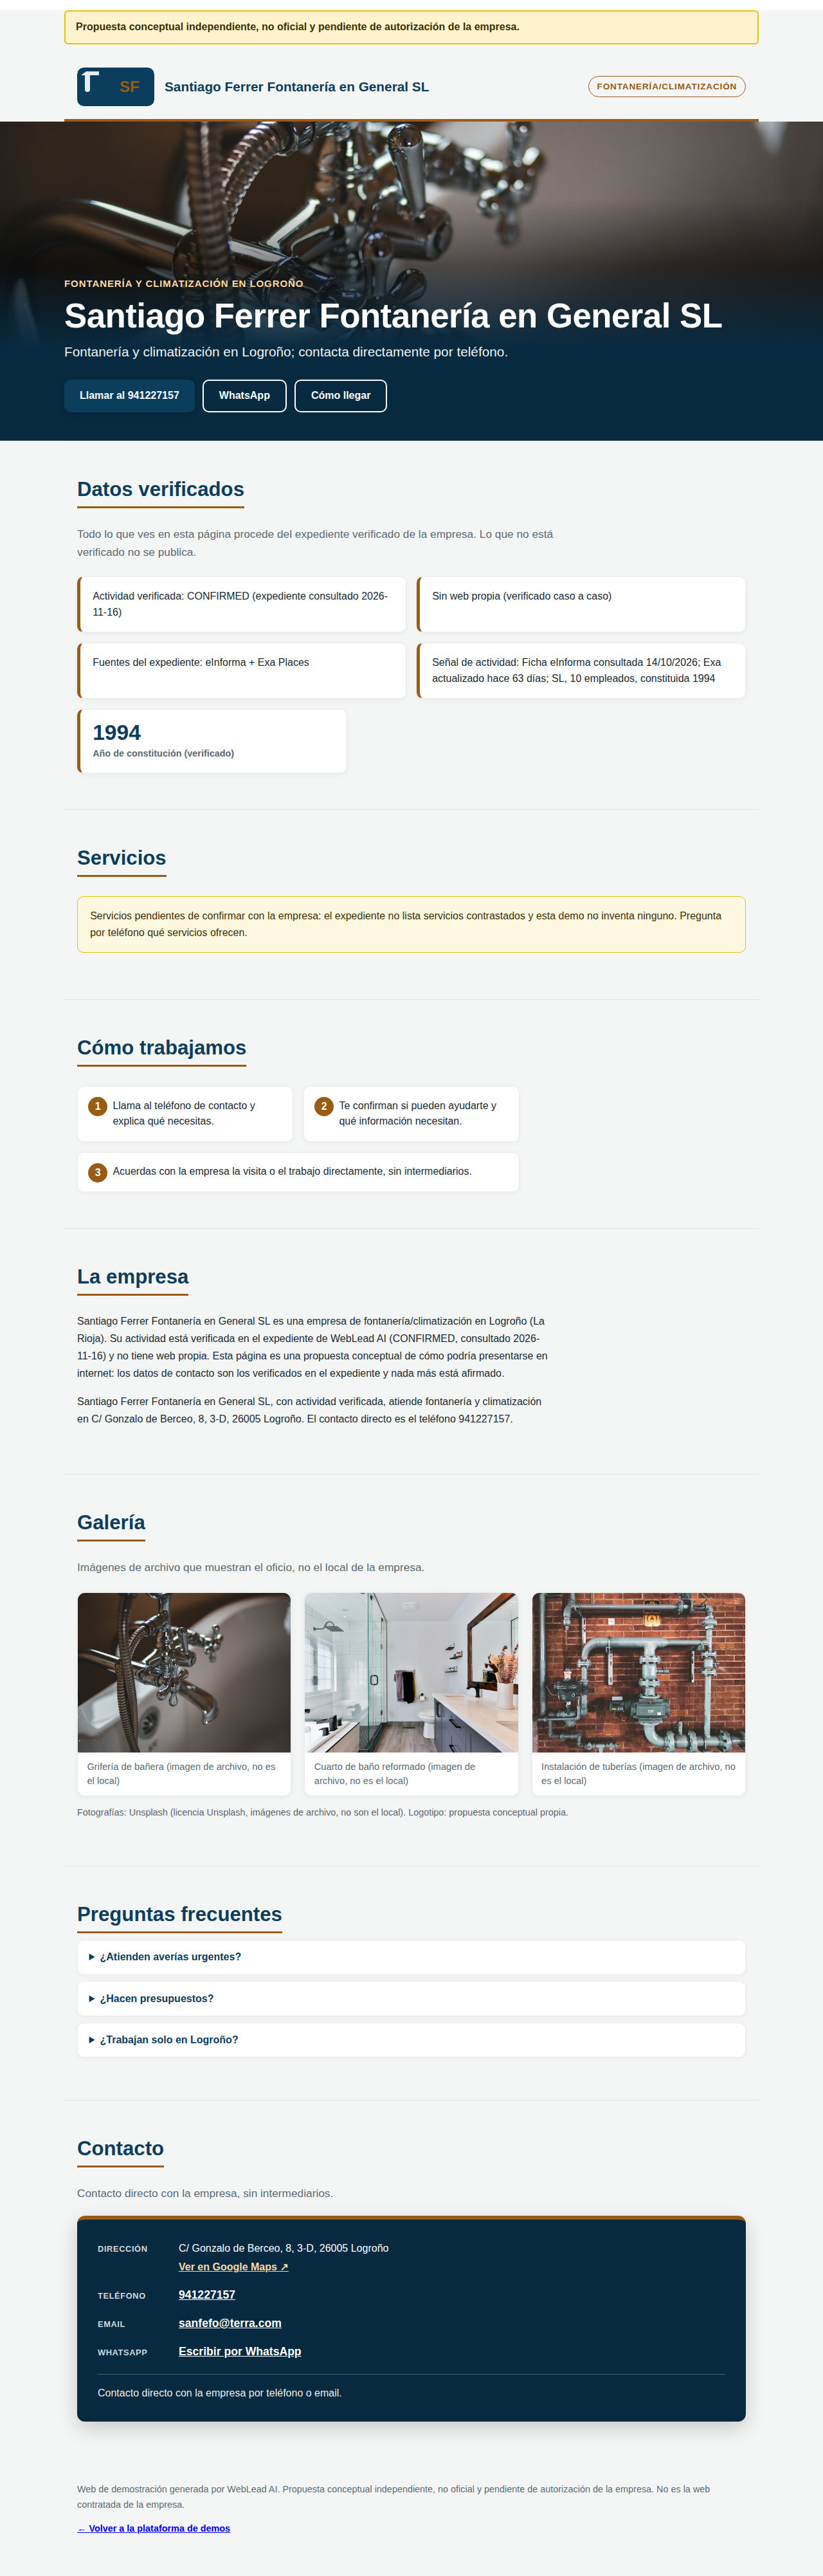 Propuesta conceptual independiente, no oficial y pendiente de autorización de la empresa.
SF
Santiago Ferrer Fontanería en General SL
FONTANERÍA/CLIMATIZACIÓN
FONTANERÍA Y CLIMATIZACIÓN EN LOGROÑO
Santiago Ferrer Fontanería en General SL
Fontanería y climatización en Logroño; contacta directamente por teléfono.
Llamar al 941227157
WhatsApp
Cómo llegar
Datos verificados
Todo lo que ves en esta página procede del expediente verificado de la empresa. Lo que no está
verificado no se publica.
Actividad verificada: CONFIRMED (expediente consultado 2026-
11-16)
Sin web propia (verificado caso a caso)
Fuentes del expediente: eInforma + Exa Places
Señal de actividad: Ficha eInforma consultada 14/10/2026; Exa
actualizado hace 63 días; SL, 10 empleados, constituida 1994
1994
Año de constitución (verificado)
Servicios
Servicios pendientes de confirmar con la empresa: el expediente no lista servicios contrastados y esta demo no inventa ninguno. Pregunta
por teléfono qué servicios ofrecen.
Cómo trabajamos
1
Llama al teléfono de contacto y
explica qué necesitas.
2
Te confirman si pueden ayudarte y
qué información necesitan.
3
Acuerdas con la empresa la visita o el trabajo directamente, sin intermediarios.
La empresa
Santiago Ferrer Fontanería en General SL es una empresa de fontanería/climatización en Logroño (La
Rioja). Su actividad está verificada en el expediente de WebLead AI (CONFIRMED, consultado 2026-
11-16) y no tiene web propia. Esta página es una propuesta conceptual de cómo podría presentarse en
internet: los datos de contacto son los verificados en el expediente y nada más está afirmado.
Santiago Ferrer Fontanería en General SL, con actividad verificada, atiende fontanería y climatización
en C/ Gonzalo de Berceo, 8, 3-D, 26005 Logroño. El contacto directo es el teléfono 941227157.
Galería
Imágenes de archivo que muestran el oficio, no el local de la empresa.
Grifería de bañera (imagen de archivo, no es
el local)
Cuarto de baño reformado (imagen de
archivo, no es el local)
Instalación de tuberías (imagen de archivo, no
es el local)
Fotografías: Unsplash (licencia Unsplash, imágenes de archivo, no son el local). Logotipo: propuesta conceptual propia.
Preguntas frecuentes
▶ ¿Atienden averías urgentes?
▶ ¿Hacen presupuestos?
▶ ¿Trabajan solo en Logroño?
Contacto
Contacto directo con la empresa, sin intermediarios.
DIRECCIÓN
C/ Gonzalo de Berceo, 8, 3-D, 26005 Logroño
Ver en Google Maps ↗
TELÉFONO
941227157
EMAIL
sanfefo@terra.com
WHATSAPP
Escribir por WhatsApp
Contacto directo con la empresa por teléfono o email.
Web de demostración generada por WebLead AI. Propuesta conceptual independiente, no oficial y pendiente de autorización de la empresa. No es la web
contratada de la empresa.
← Volver a la plataforma de demos